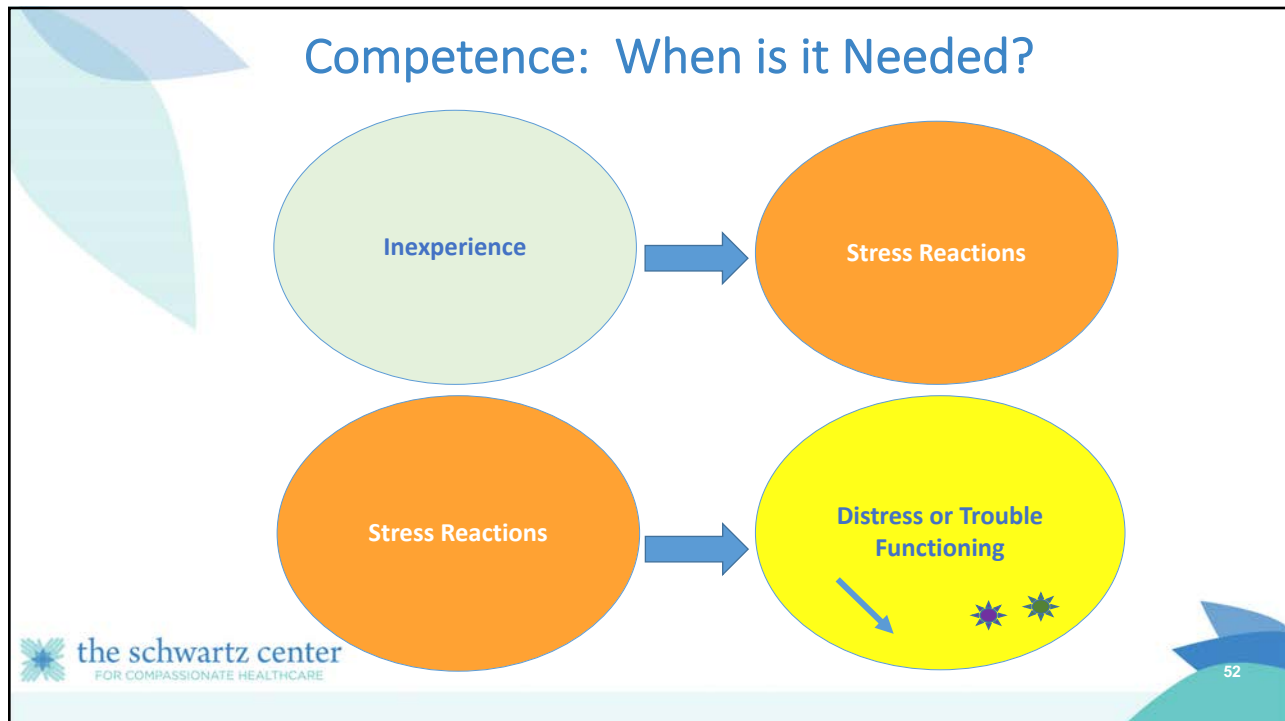 Competence:  When is it Needed?
Inexperience
Stress Reactions
Stress Reactions
Distress or Trouble
Functioning
the schwartz center
FOR COMPASSIONATE HEALTHCARE
52